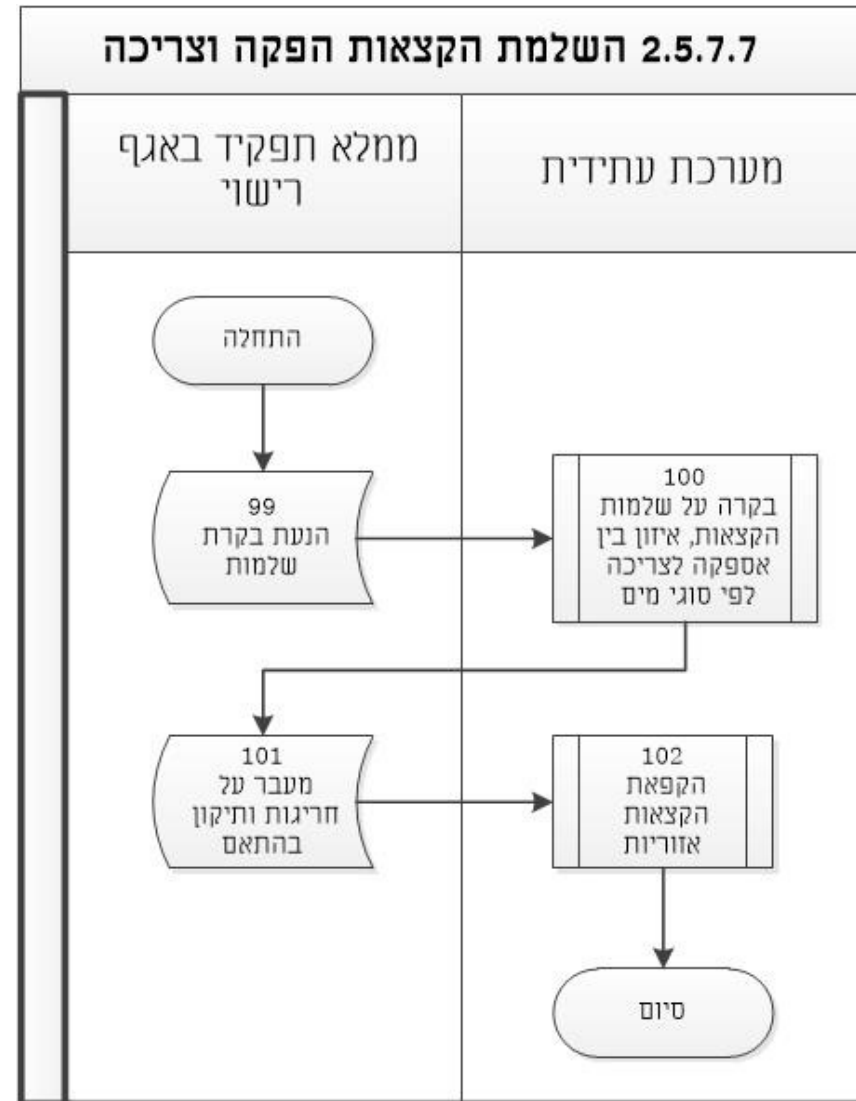 2.5.7.7 השלמת הקצאות הפקה וצריכה
ממלא תפקיד באגף
רישוי
מערכת עתידית
התחלה
99
הנעת בקרת
שלמות
100
בקרה על שלמות
הקצאות, איזון בין
אספקה לצריכה
לפי סוגי מים
101
מעבר על
חריגות ותיקון
בהתאם
102
הקפאת
הקצאות
אזוריות
סיום